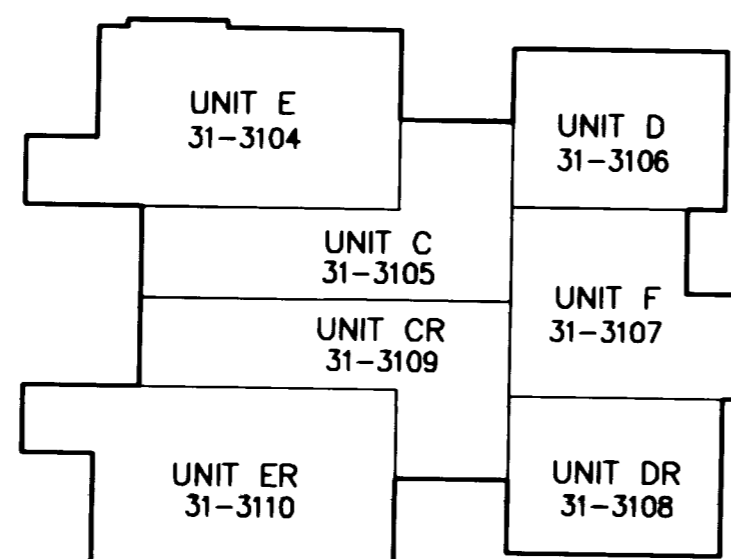 UNIT E
31-3104
UNIT D
31-3106
UNIT C
31-3105
UNIT F
31-3107
UNIT CR
31-3109
UNIT ER
31-3110
UNIT DR
31-3108